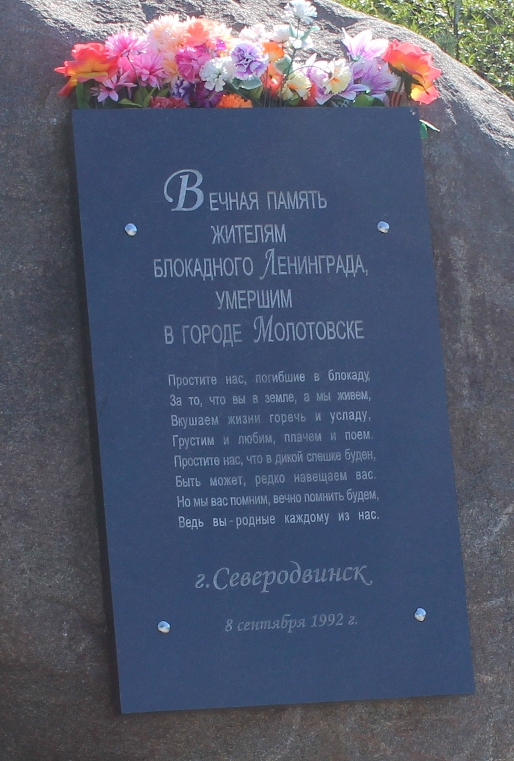 Вечная память
жителям
блокадного Ленинграда,
умершим
в городе Молотовске
Простите нас, погибшие в блокаду,
За то, что вы в земле, а мы живем,
Вкушаем жизни горечь и усладу,
Грустим и любим, плачем и поем.
Простите нас, что в дикой спешке буден,
Быть может, редко навещаем вас.
Но мы вас помним, вечно помнить будем,
Ведь вы-родные каждому из нас.
г.Северодвинск
8 сентября 1992 г.